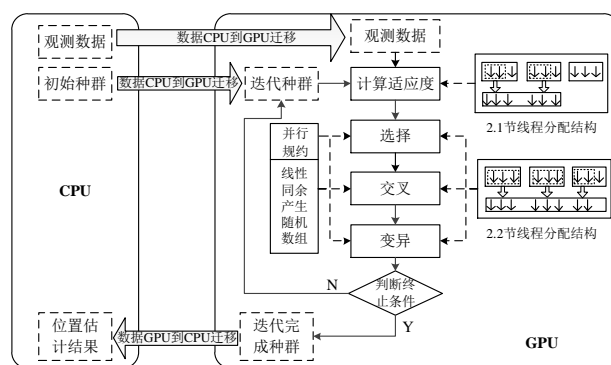 观测数据
数据CPU到GPU迁移
观测数据
初始种群
数据CPU到GPU迁移
迭代种群
计算适应度
2.1节线程分配结构
并行
规约
选择
线性
同余
产生
随机
数组
交叉
变异
2.2节线程分配结构
CPU
N
判断终
止条件
Y
位置估
计结果
数据GPU到CPU迁移
迭代完
成种群
GPU